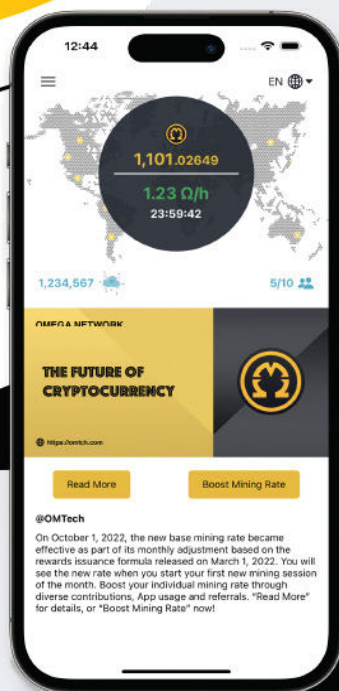 12:44
EN
1,101.02649
1.23 Ω/h
23:59:42
1,234,567
5/10
OMEGA NETWORK
THE FUTURE OF
CRYPTOCURRENCY
https://omtch.com
Read More
Boost Mining Rate
@OMTech
On October 1, 2022, the new base mining rate became
effective as part of its monthly adjustment based on the
rewards issuance formula released on March 1, 2022. You will
see the new rate when you start your first new mining session
of the month. Boost your individual mining rate through
diverse contributions, App usage and referrals. "Read More"
for details, or "Boost Mining Rate" now!